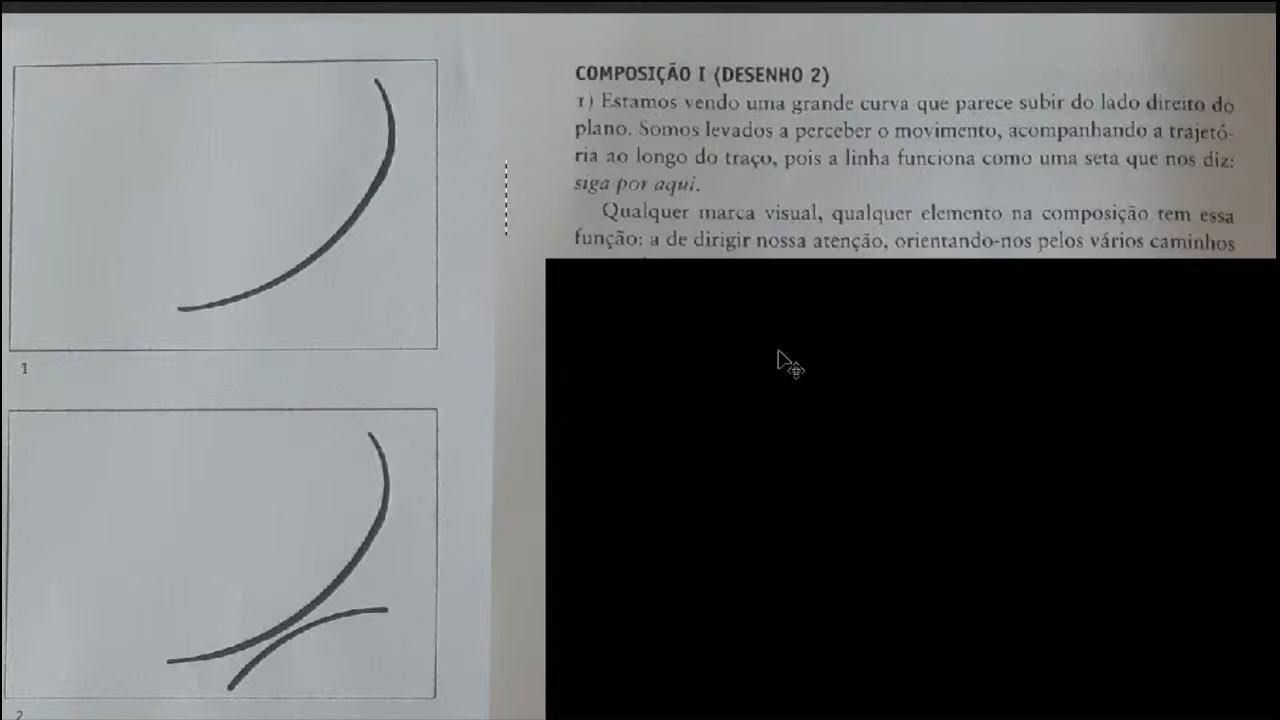 COMPOSIÇÃO I (DESENHO 2)
1) Estamos vendo uma grande curva que parece subir do lado direito do
plano. Somos levados a perceber o movimento, acompanhando a trajetó-
ria ao longo do traço, pois a linha funciona como uma seta que nos diz:
siga por aqui.
Qualquer marca visual, qualquer elemento na composição tem essa
função: a de dirigir nossa atenção, orientando-nos pelos vários caminhos
1
2